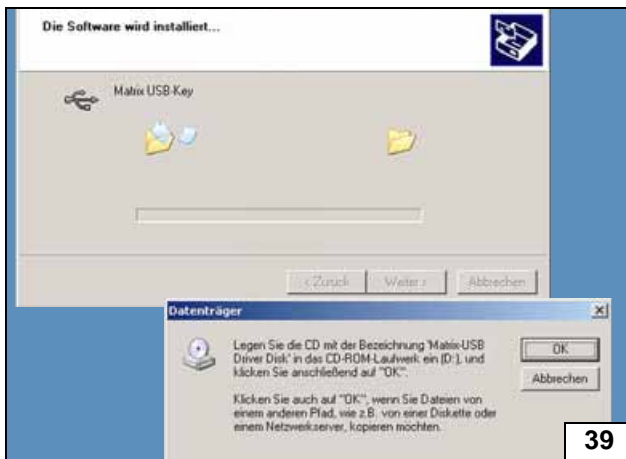 Die Software wird installiert...
Matrix USB-Key
< Zurück
Weiter >
Abbrechen
Datenträger
Legen Sie die CD mit der Bezeichnung 'Matrix-USB
Driver Disk' in das CD-ROM-Laufwerk ein (D:), und
klicken Sie anschließend auf "OK".
OK
Abbrechen
Klicken Sie auch auf "OK", wenn Sie Dateien von
einem anderen Pfad, wie z.B. von einer Diskette oder
einem Netzwerkserver, kopieren möchten.
39